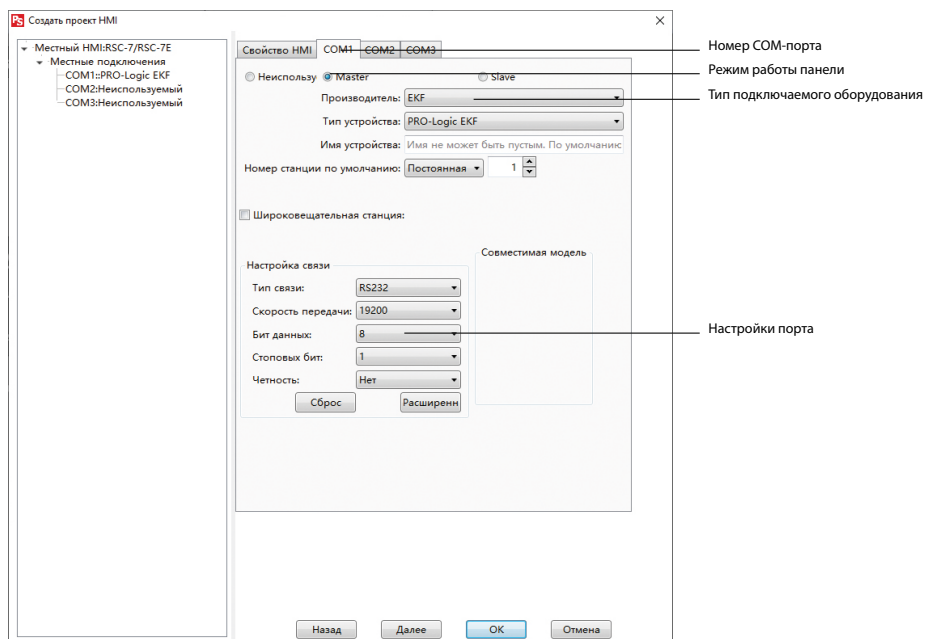 PS Создать проект HMI
Местный HMI:RSC-7/RSC-7E
Местные подключения
COM1::PRO-Logic EKF
COM2:Неиспользуемый
COM3:Неиспользуемый
Свойство HMI COM1 COM2 COM3
Неиспользу Master Slave
Производитель: EKF
Тип устройства: PRO-Logic EKF
Имя устройства: Имя не может быть пустым. По умолчанию
Номер станции по умолчанию: Постоянная 1
Широковещательная станция:
Настройка связи
Тип связи: RS232
Скорость передачи: 19200
Бит данных: 8
Стоповых бит: 1
Четность: Нет
Сброс Расширенн
Совместимая модель
Назад Далее OK Отмена
Номер COM-порта
Режим работы панели
Тип подключаемого оборудования
Настройки порта